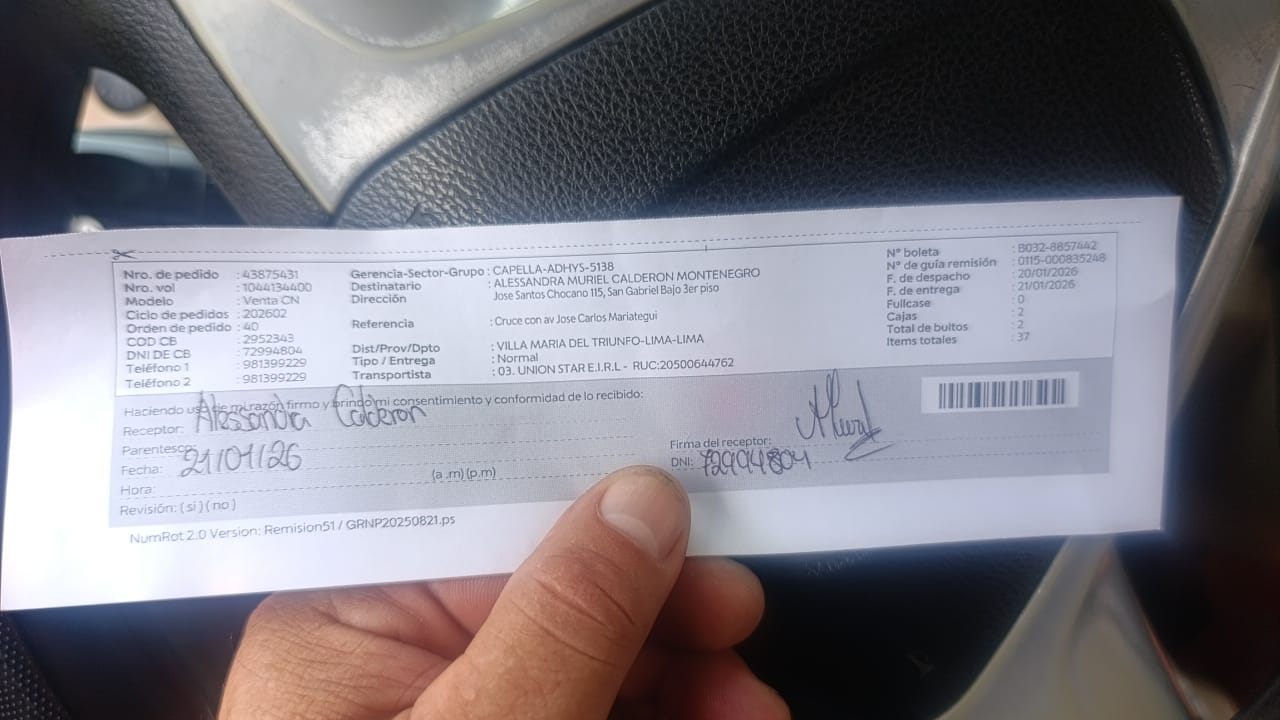 Nro. de pedido : 43875431
Nro. vol : 1044134400
Modelo : Venta CN
Ciclo de pedidos : 202602
Orden de pedido : 40
COD CB : 2952343
DNI DE CB : 72994804
Teléfono 1 : 981399229
Teléfono 2 : 981399229
Gerencia-Sector-Grupo : CAPELLA-ADHYS-5138
Destinatario : ALESSANDRA MURIEL CALDERON MONTENEGRO
Dirección Jose Santos Chocano 115, San Gabriel Bajo 3er piso
Referencia : Cruce con av Jose Carlos Mariategui
Dist/Prov/Dpto : VILLA MARIA DEL TRIUNFO-LIMA-LIMA
Tipo / Entrega : Normal
Transportista : 03. UNION STAR E.I.R.L - RUC:20500644762
N° boleta : B032-8857442
N° de guía remisión : 0115-000835248
F. de despacho : 20/01/2026
F. de entrega : 21/01/2026
Fullcase : 0
Cajas : 2
Total de bultos : 2
Items totales : 37
Haciendo uso de mi razón firmo y brindo mi consentimiento y conformidad de lo recibido:
Receptor: Alessandra Calderon
Parentesco:
Fecha: 21/01/26
Hora: (a .m) (p.m)
Revisión: ( si ) ( no )
Firma del receptor:
DNI: 72994804
NumRot 2.0 Version: Remision51 / GRNP20250821.ps